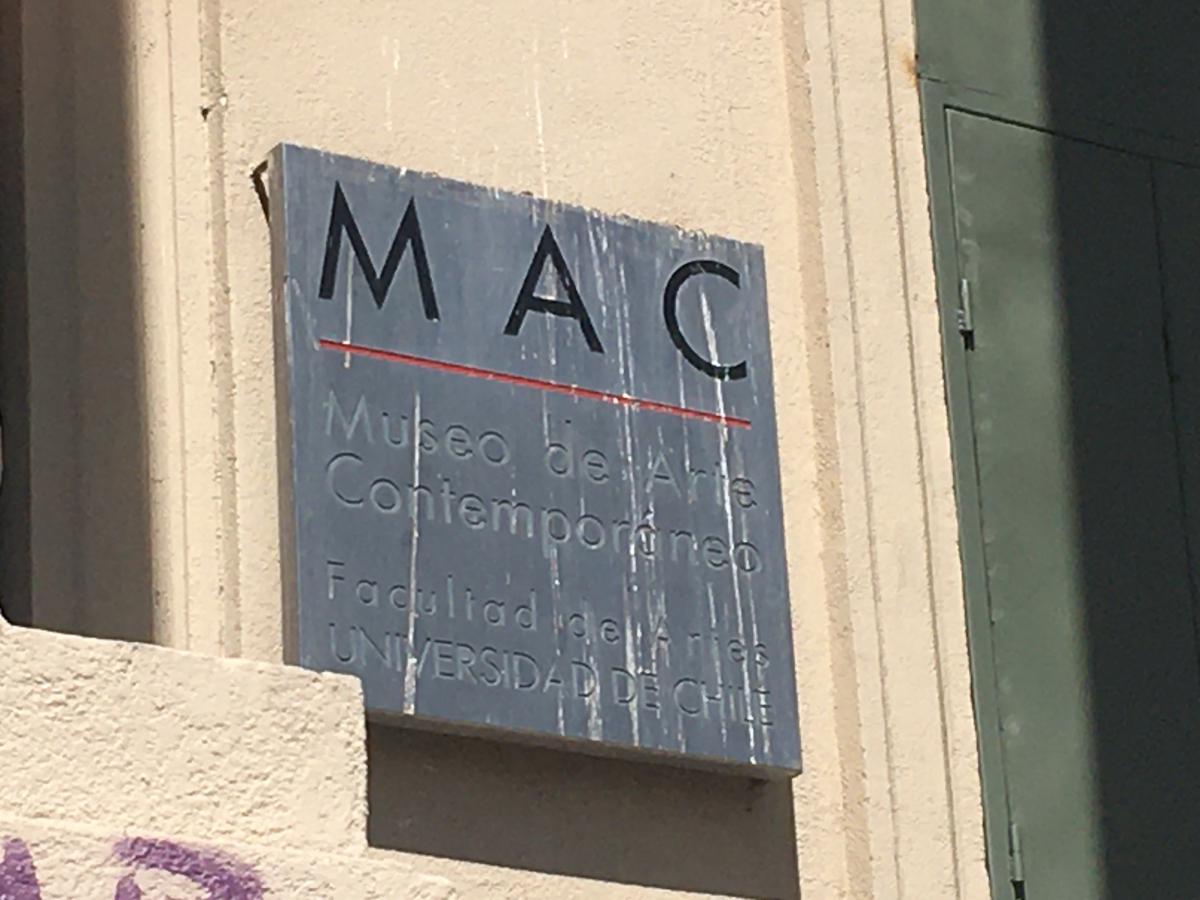 MAC
Museo de Arte
Contemporáneo
Facultad de Artes
UNIVERSIDAD DE CHILE